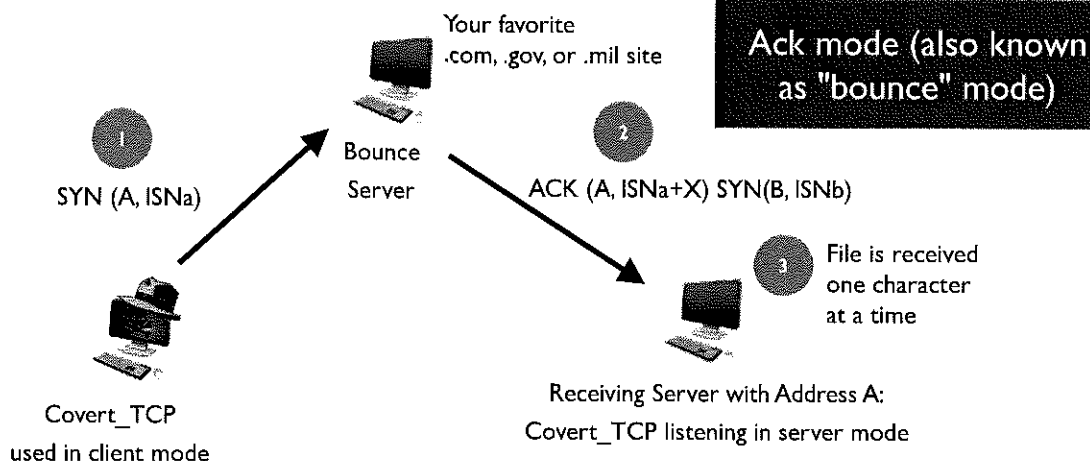 Your favorite
.com, .gov, or .mil site
Ack mode (also known
as "bounce" mode)
1
SYN (A, ISNa)
Bounce
Server
2
ACK (A, ISNa+X) SYN(B, ISNb)
3
File is received
one character
at a time
Covert_TCP
used in client mode
Receiving Server with Address A:
Covert_TCP listening in server mode